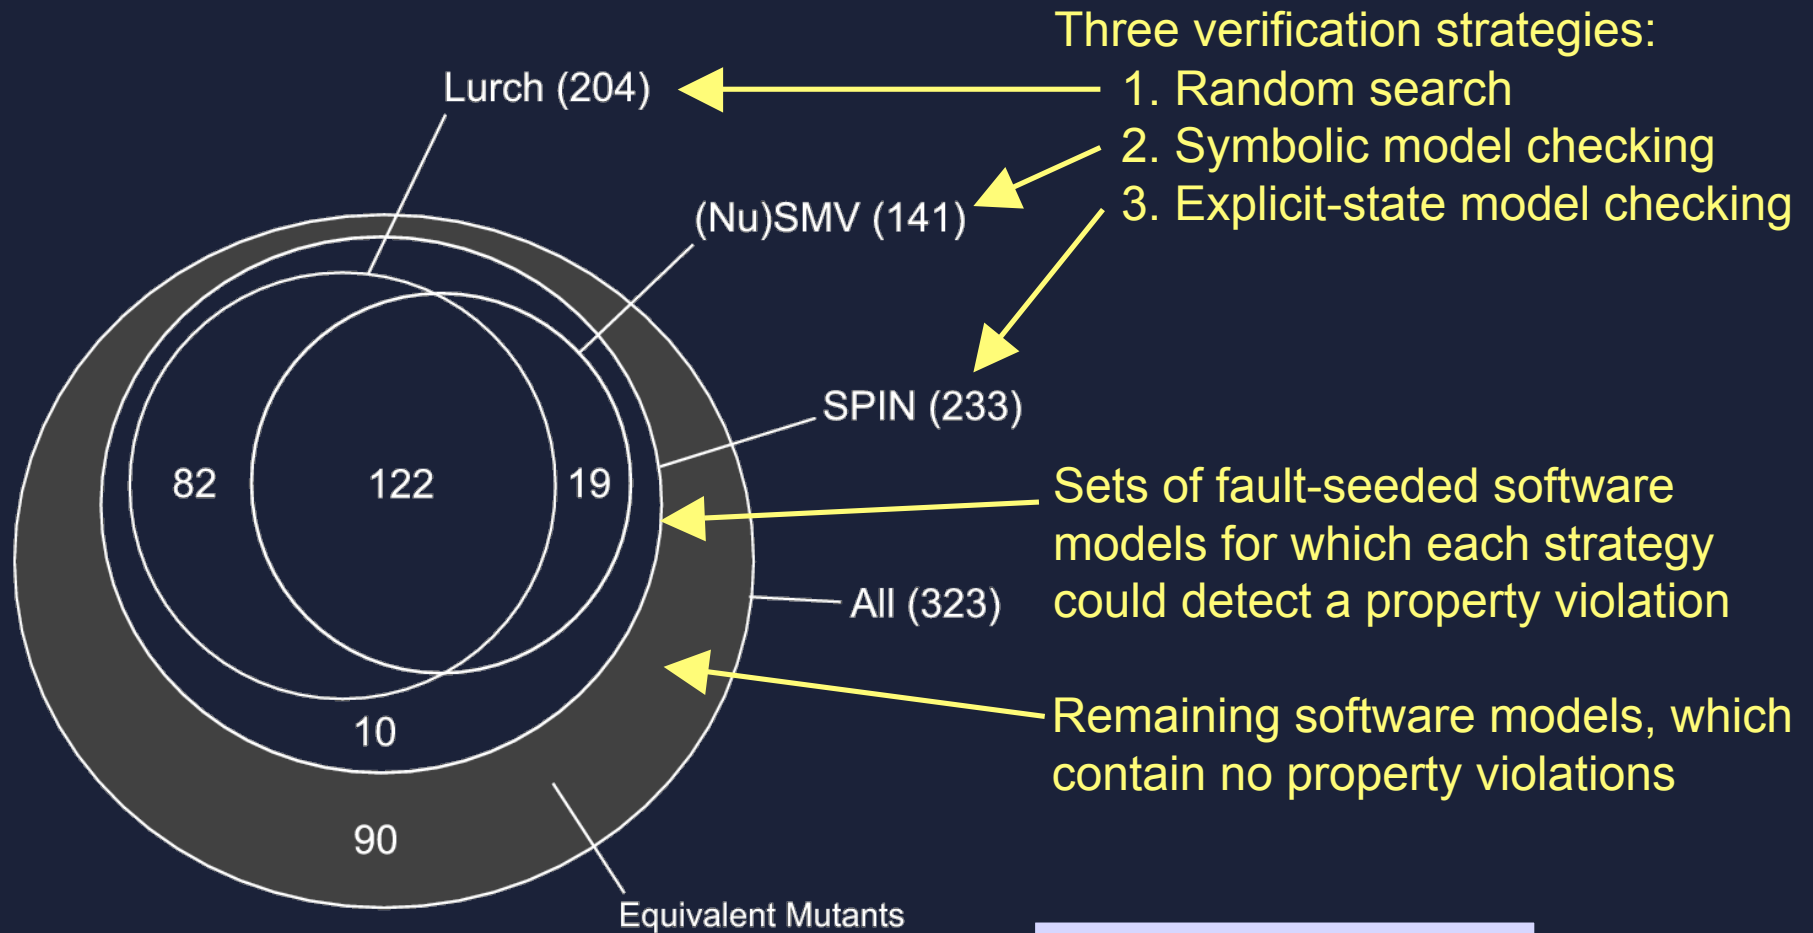 Three verification strategies:
Lurch (204)
1. Random search
2. Symbolic model checking
(Nu)SMV (141)
3. Explicit-state model checking
SPIN (233)
82
122
19
Sets of fault-seeded software
models for which each strategy
could detect a property violation
All (323)
Remaining software models, which
contain no property violations
10
90
Equivalent Mutants